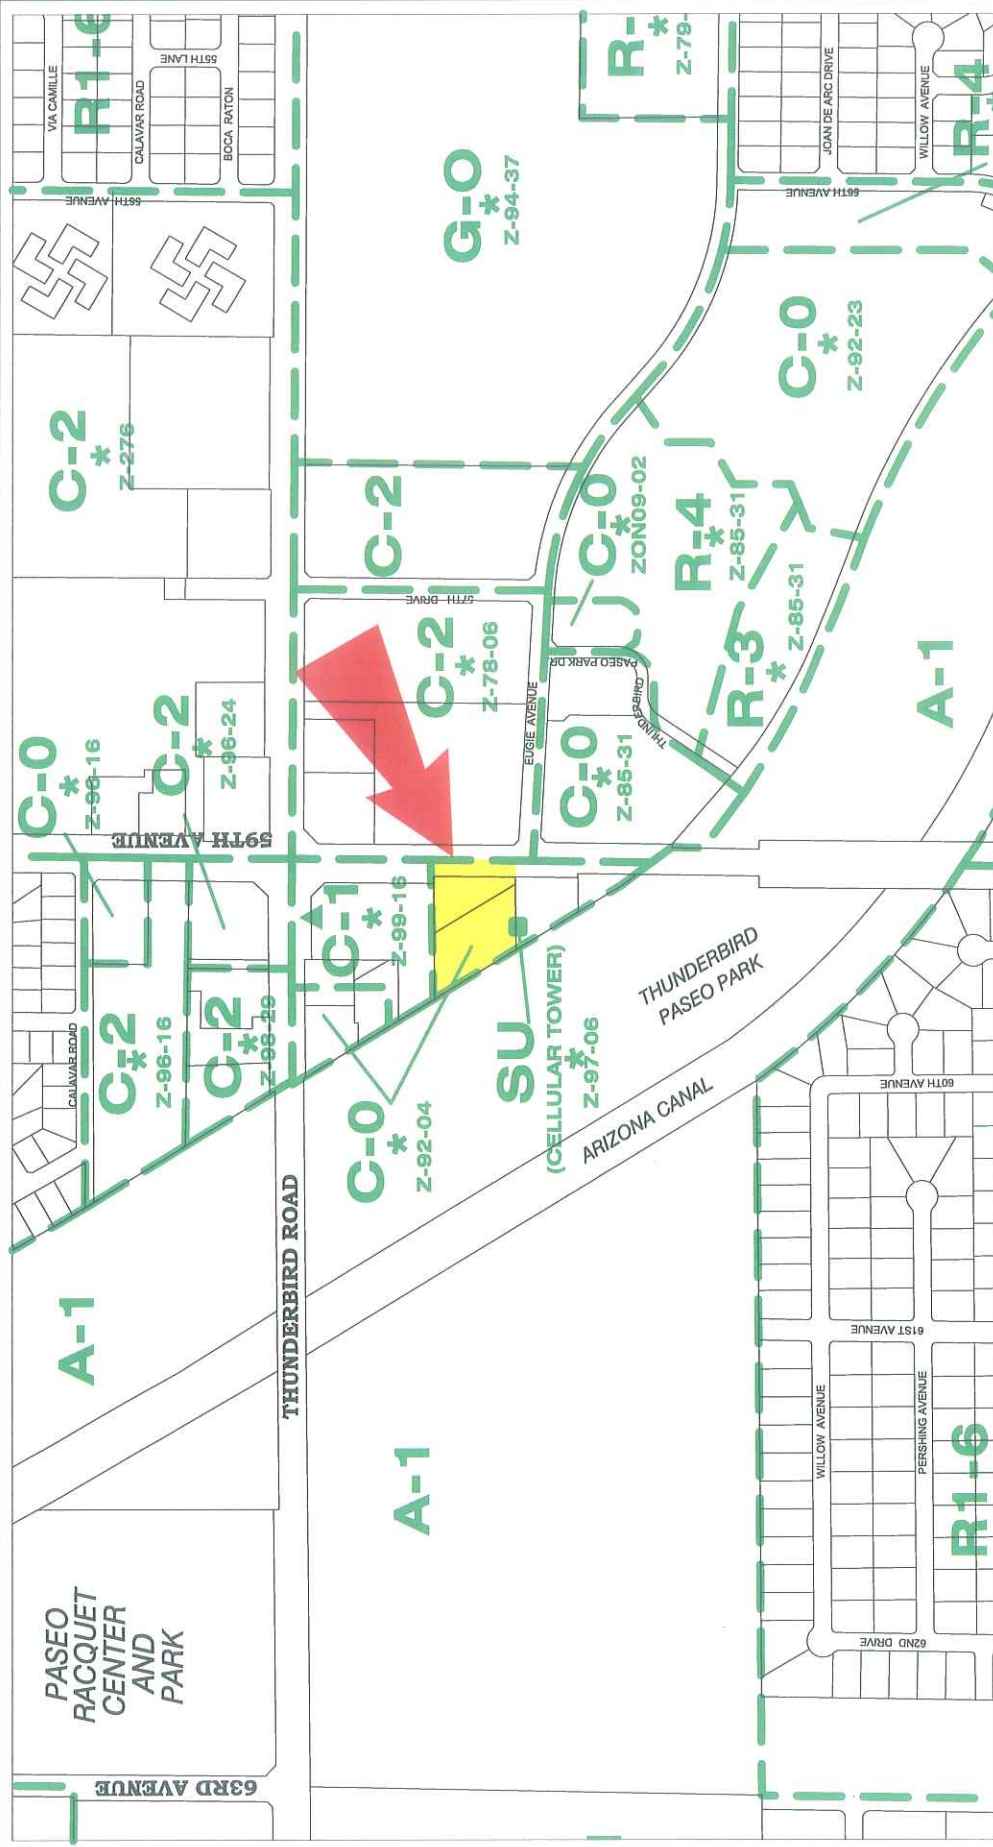 VIA CAMILLE
R1-6
CALAVAR ROAD
55TH LANE
BOCA RATON
56TH AVENUE
C-2
*
Z-276
G-O
*
Z-94-37
R-
*
Z-79-
JOAN DE ARC DRIVE
WILLOW AVENUE
R-4
56TH AVENUE
C-O
*
Z-92-23
C-2
57TH DRIVE
C-O
*
ZON09-02
R-4
*
Z-85-31
R-3
*
Z-85-31
A-1
C-2
*
Z-78-06
EUGIE AVENUE
PASEO PARK DR
THUNDERBIRD
C-O
*
Z-85-31
C-O
*
Z-96-16
C-2
*
Z-96-24
59TH AVENUE
C-1
*
Z-99-16
CALAVAR ROAD
C-2
*
Z-96-16
C-2
*
Z-98-29
C-O
*
Z-92-04
SU
*
(CELLULAR TOWER)
Z-97-06
THUNDERBIRD
PASEO PARK
ARIZONA CANAL
THUNDERBIRD ROAD
A-1
A-1
60TH AVENUE
61ST AVENUE
WILLOW AVENUE
PERSHING AVENUE
R1-6
62ND DRIVE
PASEO
RACQUET
CENTER
AND
PARK
63RD AVENUE